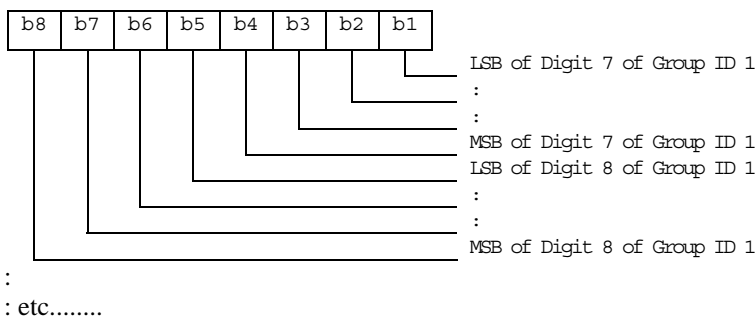 b8 b7 b6 b5 b4 b3 b2 b1
LSB of Digit 7 of Group ID 1
:
:
MSB of Digit 7 of Group ID 1
LSB of Digit 8 of Group ID 1
:
:
MSB of Digit 8 of Group ID 1
:
: etc........